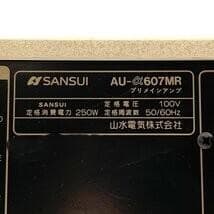 SANSUI AU-α607MR
プリメインアンプ
SANSUI 定格電圧 100V
定格消費電力 250W 定格周波数 50/60Hz
山水電気株式会社